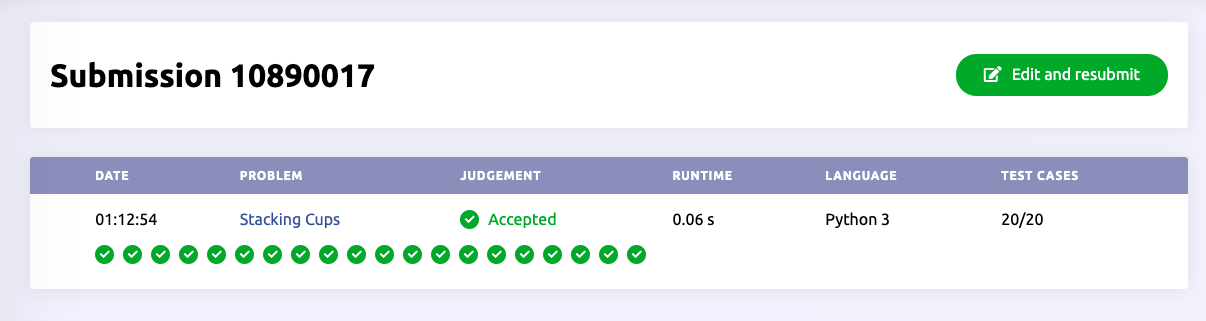 Submission 10890017
Edit and resubmit
DATE PROBLEM JUDGEMENT RUNTIME LANGUAGE TEST CASES
01:12:54 Stacking Cups Accepted 0.06 s Python 3 20/20